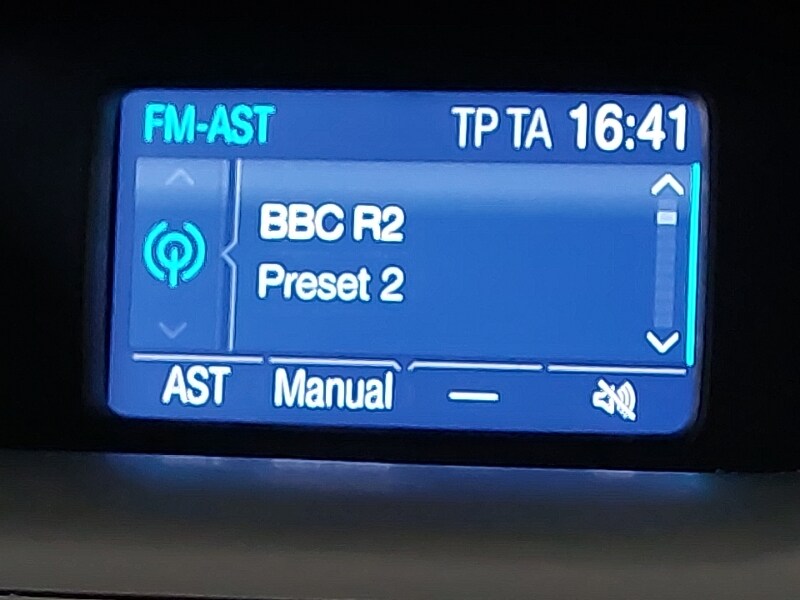 FM-AST TP TA 16:41
BBC R2
Preset 2
AST Manual —